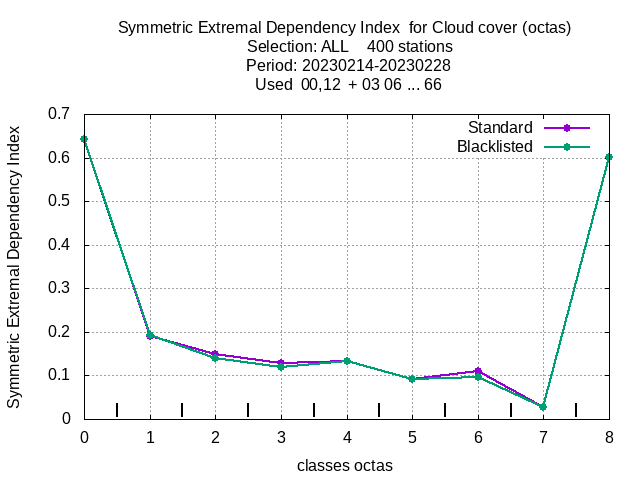 Symmetric Extremal Dependency Index  for Cloud cover (octas)
Selection: ALL    400 stations
Period: 20230214-20230228
Used  00,12  + 03 06 ... 66
Symmetric Extremal Dependency Index
Standard
Blacklisted
0.7
0.6
0.5
0.4
0.3
0.2
0.1
0
0 1 2 3 4 5 6 7 8
classes octas